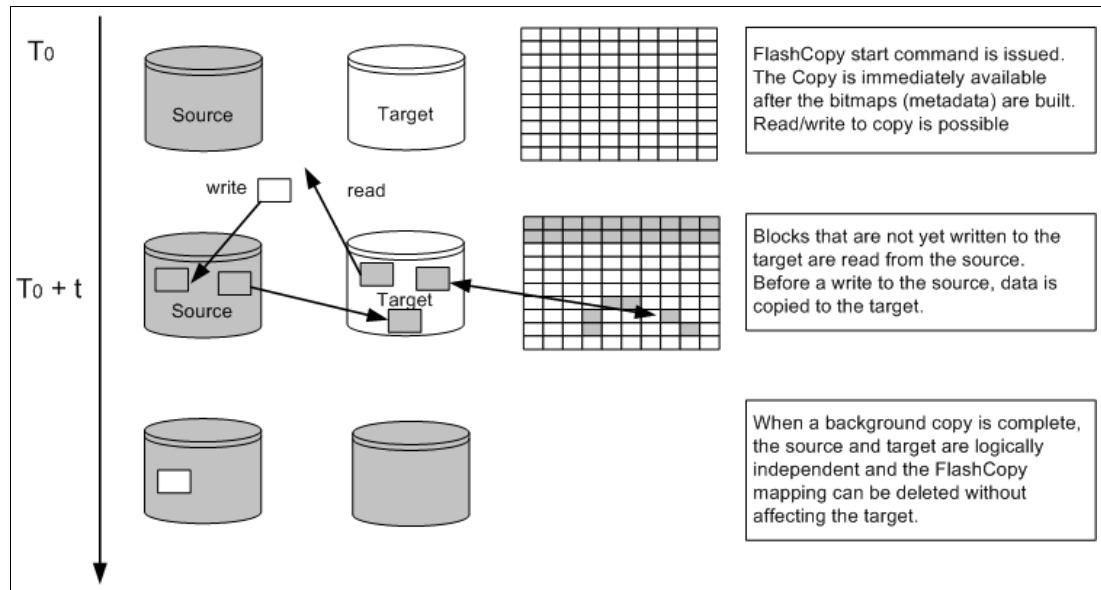 T0
Source
Target
FlashCopy start command is issued.
The Copy is immediately available
after the bitmaps (metadata) are built.
Read/write to copy is possible
write
read
T0 + t
Source
Target
Blocks that are not yet written to the
target are read from the source.
Before a write to the source, data is
copied to the target.
When a background copy is complete,
the source and target are logically
independent and the FlashCopy
mapping can be deleted without
affecting the target.